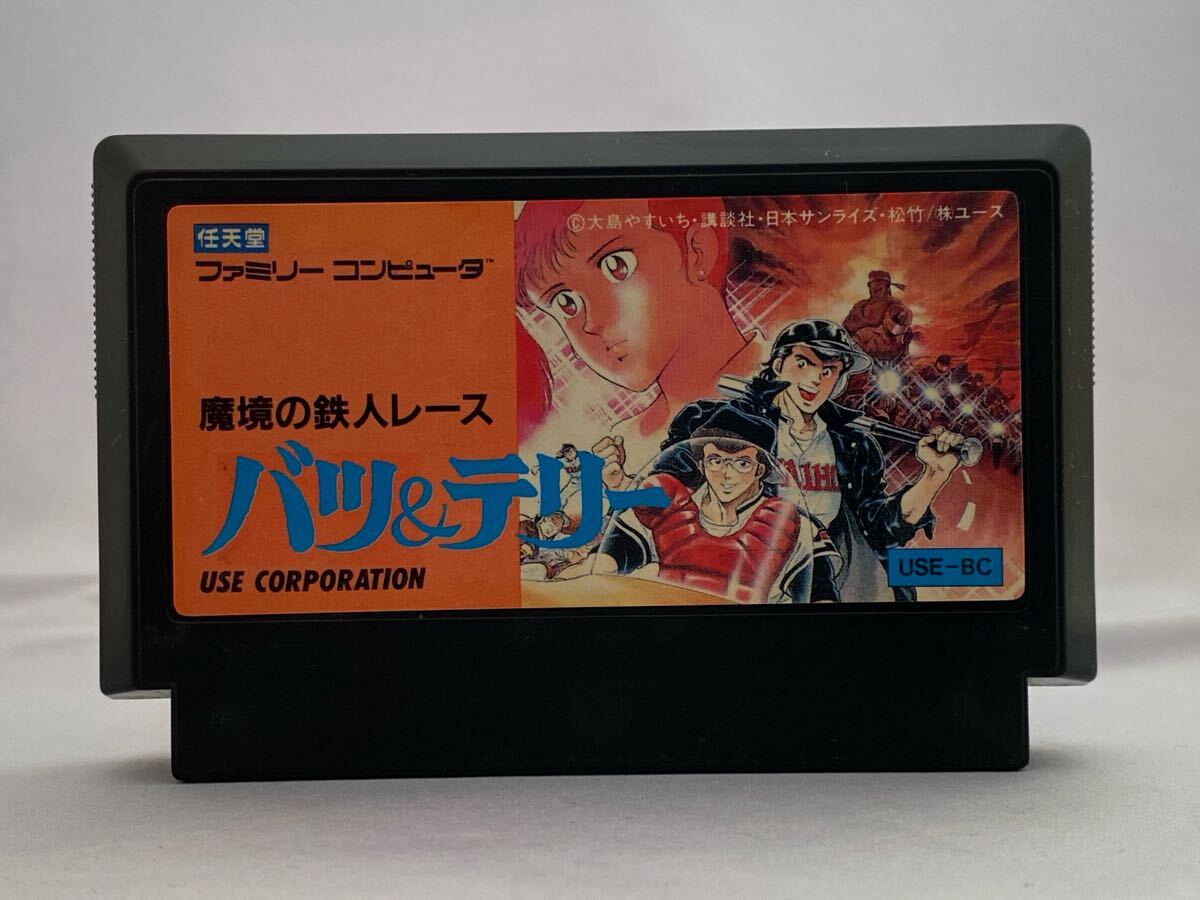 任天堂
ファミリー コンピュータ™
©大島やすいち・講談社・日本サンライズ・松竹/㈱ユース
魔境の鉄人レース
バツ&テリー
USE CORPORATION
USE-BC